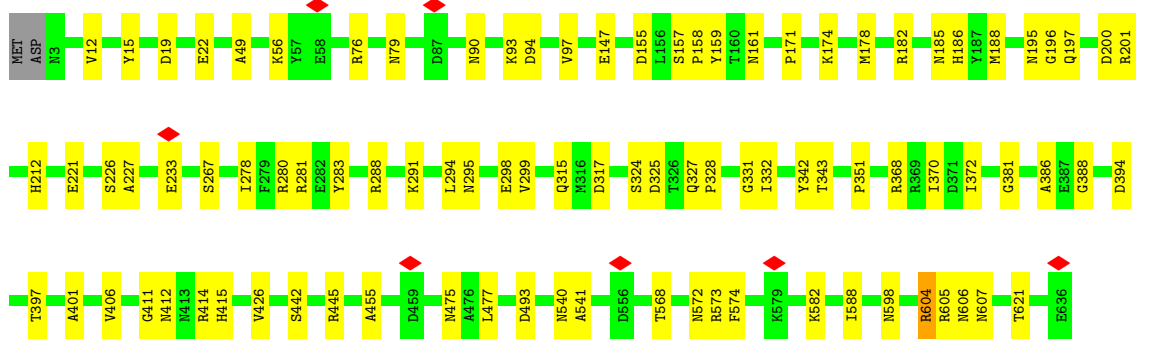 MET ASP N3 V12 Y15 D19 E22 A49 K56 Y57 E58 R76 N79 D87 N90 K93 D94 V97 E147 D155 L156 S157 P158 Y159 T160 N161 P171 K174 M178 R182 N185 H186 Y187 M188 N195 G196 Q197 D200 R201
H212 E221 S226 A227 E233 S267 I278 F279 R280 R281 E282 Y283 R288 K291 L294 N295 E298 V299 Q315 M316 D317 S324 D325 T326 Q327 P328 G331 I332 Y342 T343 P351 R368 R369 I370 D371 I372 G381 A386 E387 G388 D394
T397 A401 V406 G411 N412 N413 R414 H415 V426 S442 R445 A455 D459 N475 A476 L477 D493 N540 A541 D556 T568 N572 R573 F574 K579 K582 I588 N598 R604 R605 N606 N607 T621 E636